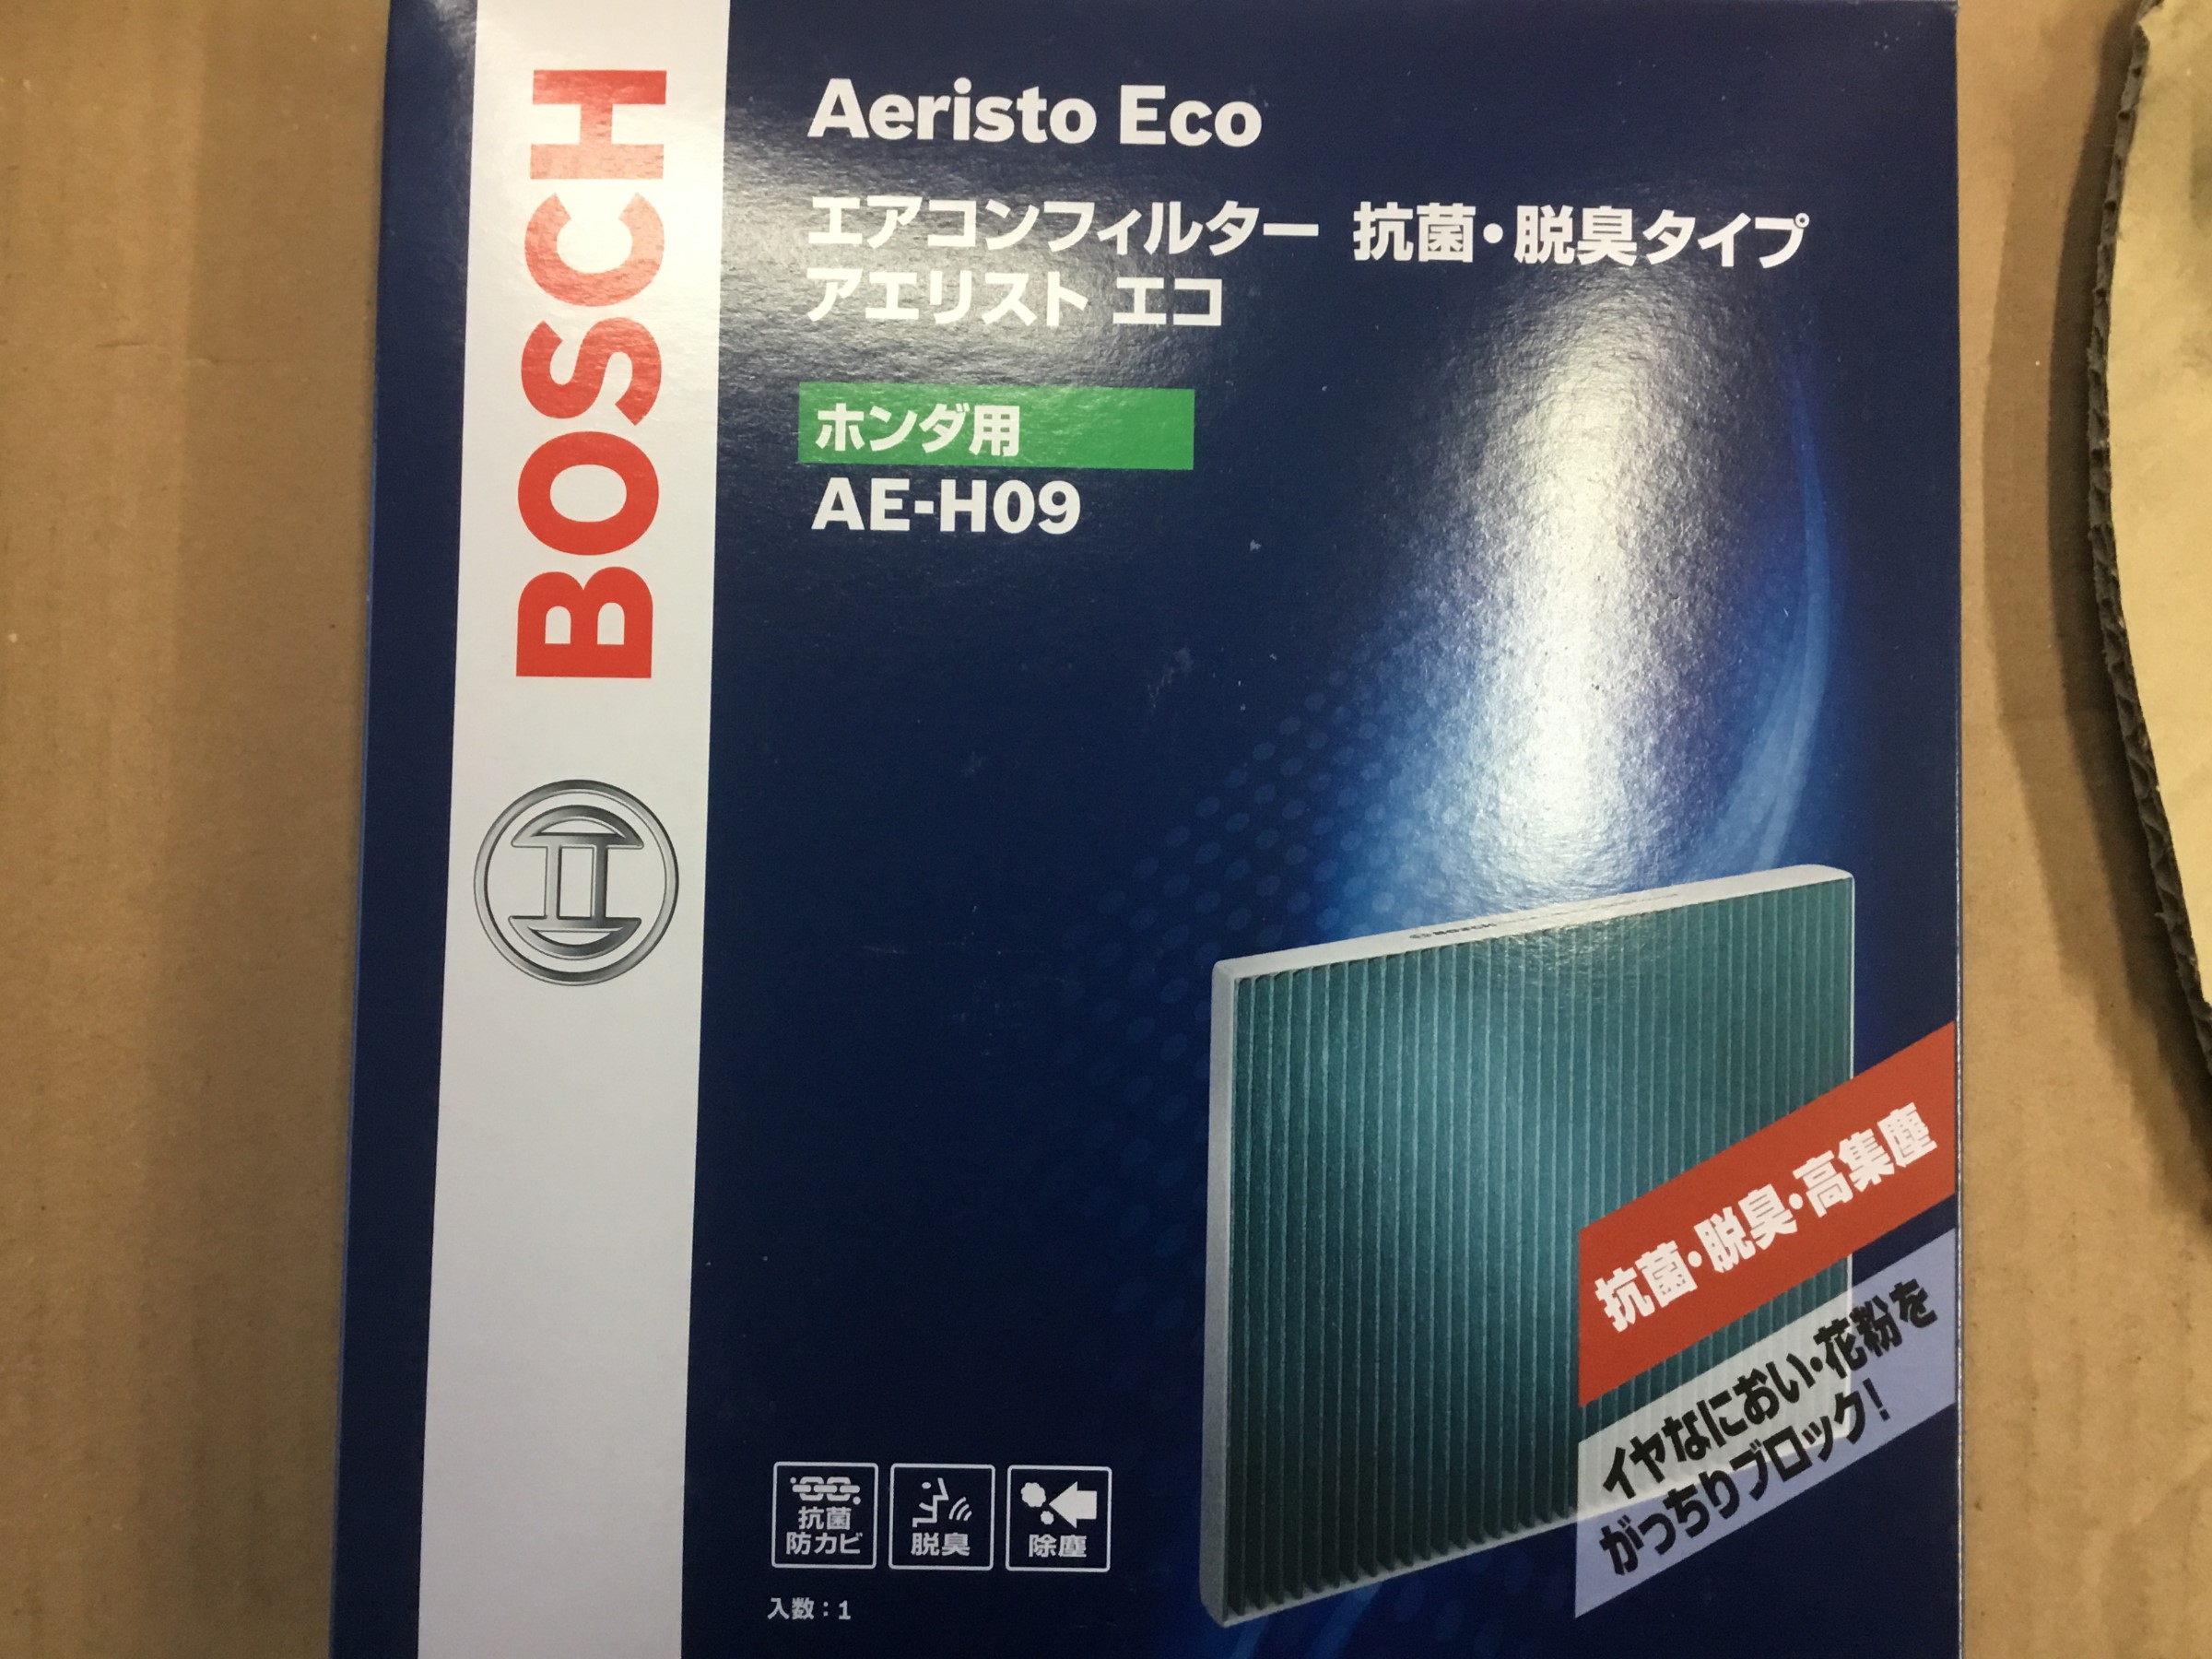 BOSCH
Aeristo Eco
エアコンフィルター 抗菌・脱臭タイプ
アエリスト エコ
ホンダ用
AE-H09
BOSCH
抗菌・脱臭・高集塵
イヤなにおい・花粉を
がっちりブロック!
抗菌
防カビ
脱臭
除塵
入数:1